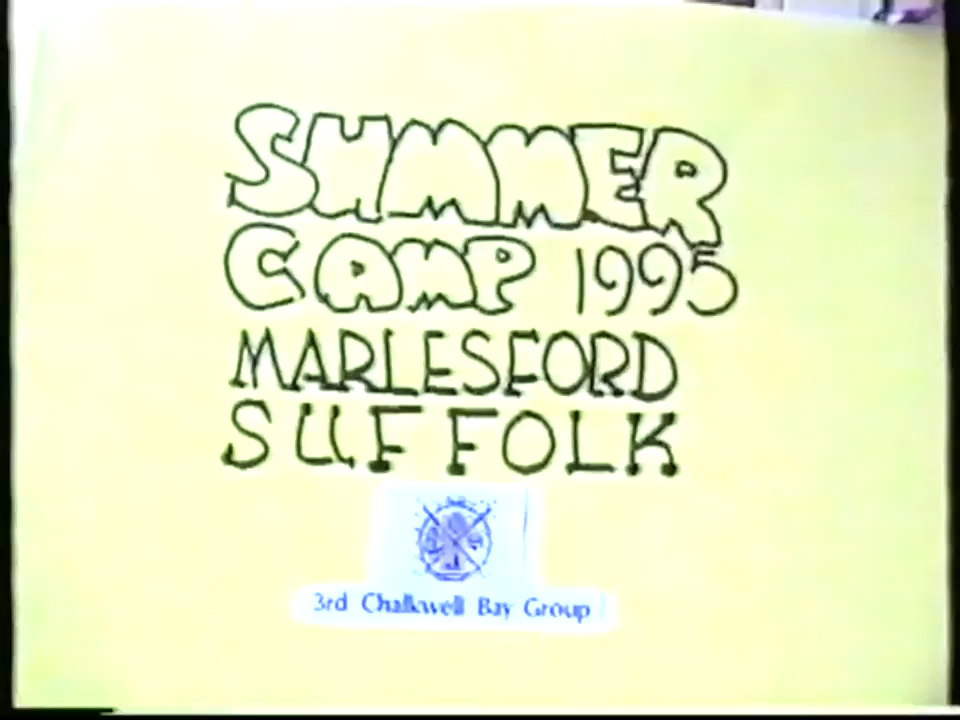 SUMMER
CAMP 1995
MARLESFORD
SUFFOLK
3rd Chalkwell Bay Group